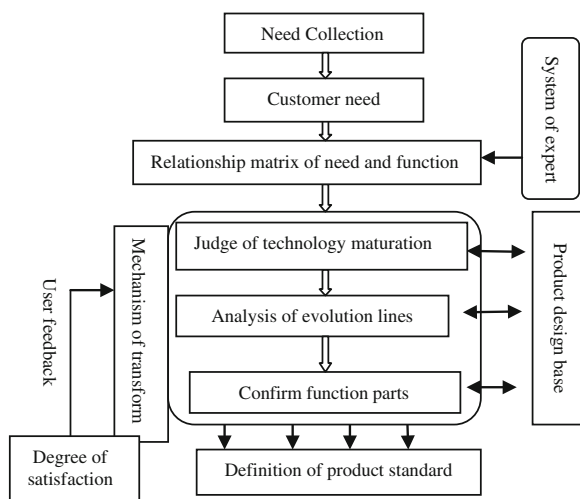 Need Collection
Customer need
System of expert
Relationship matrix of need and function
Mechanism of transform
Judge of technology maturation
Product design base
User feedback
Analysis of evolution lines
Confirm function parts
Degree of
satisfaction
Definition of product standard